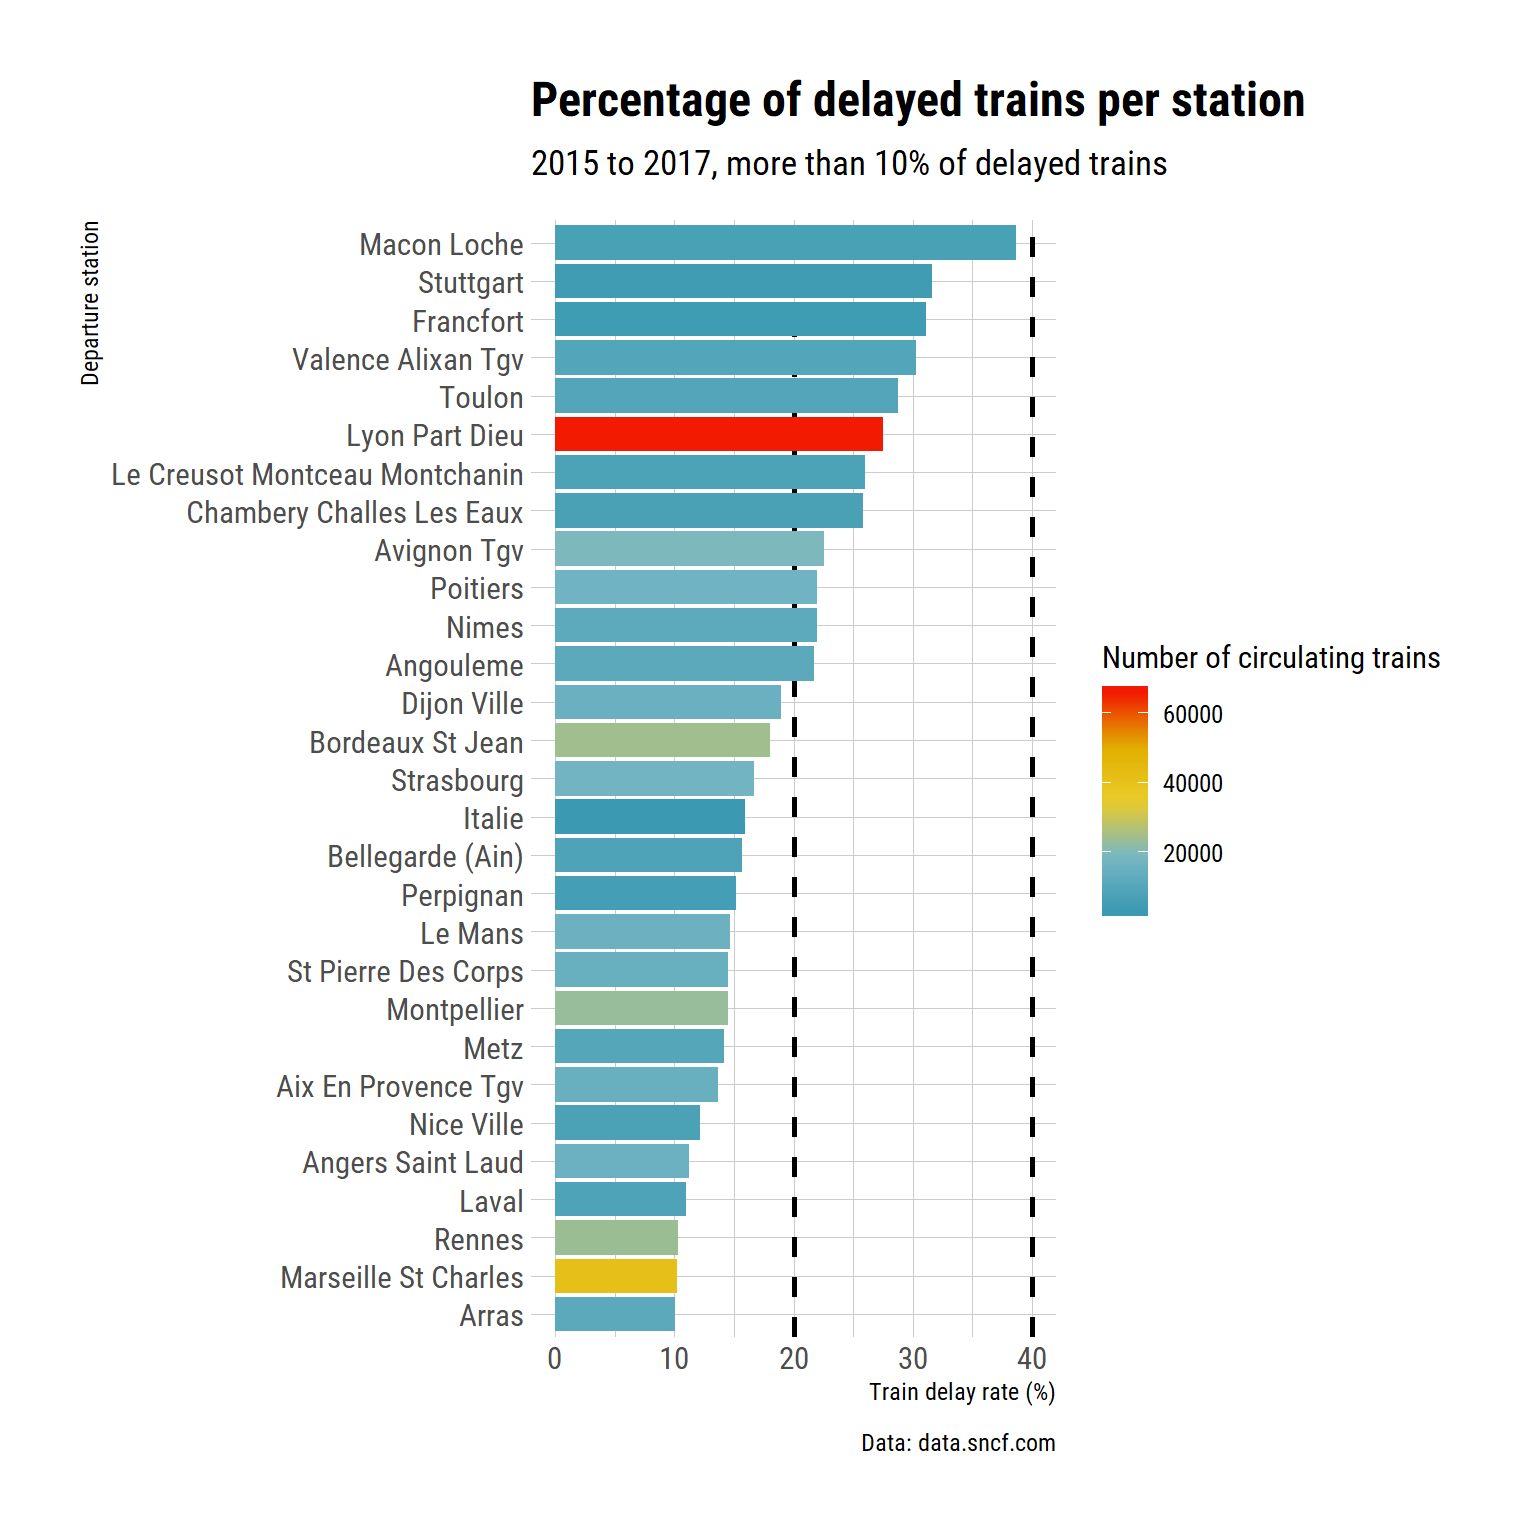 Percentage of delayed trains per station
2015 to 2017, more than 10% of delayed trains
Departure station
Macon Loche
Stuttgart
Francfort
Valence Alixan Tgv
Toulon
Lyon Part Dieu
Le Creusot Montceau Montchanin
Chambery Challes Les Eaux
Avignon Tgv
Poitiers
Nimes
Angouleme
Dijon Ville
Bordeaux St Jean
Strasbourg
Italie
Bellegarde (Ain)
Perpignan
Le Mans
St Pierre Des Corps
Montpellier
Metz
Aix En Provence Tgv
Nice Ville
Angers Saint Laud
Laval
Rennes
Marseille St Charles
Arras
0 10 20 30 40
Train delay rate (%)
Number of circulating trains
60000
40000
20000
Data: data.sncf.com